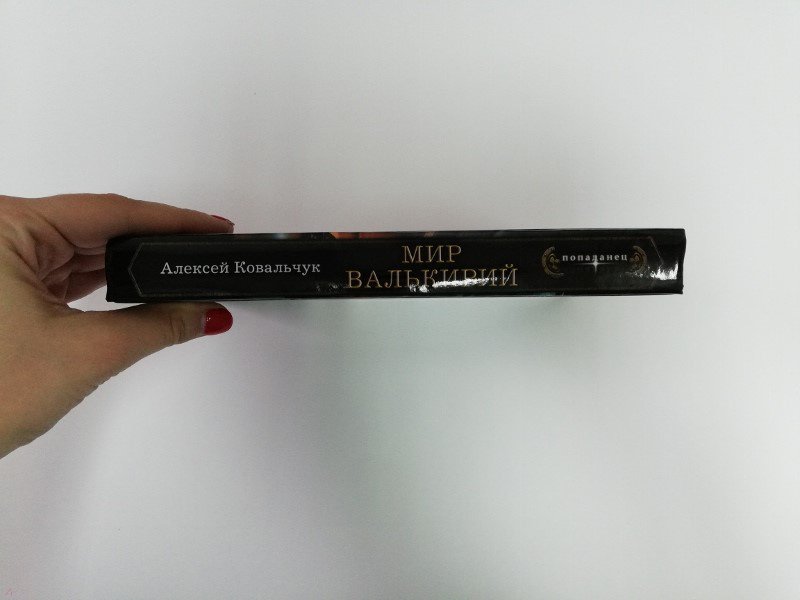 Алексей Ковальчук
МИР
ВАЛЬКИРИЙ
попаданец